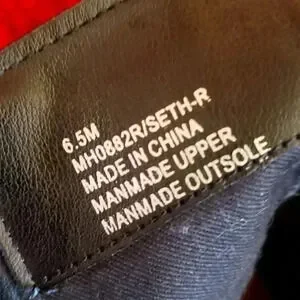 6.5M
MH0882R/SETH-R
MADE IN CHINA
MANMADE UPPER
MANMADE OUTSOLE